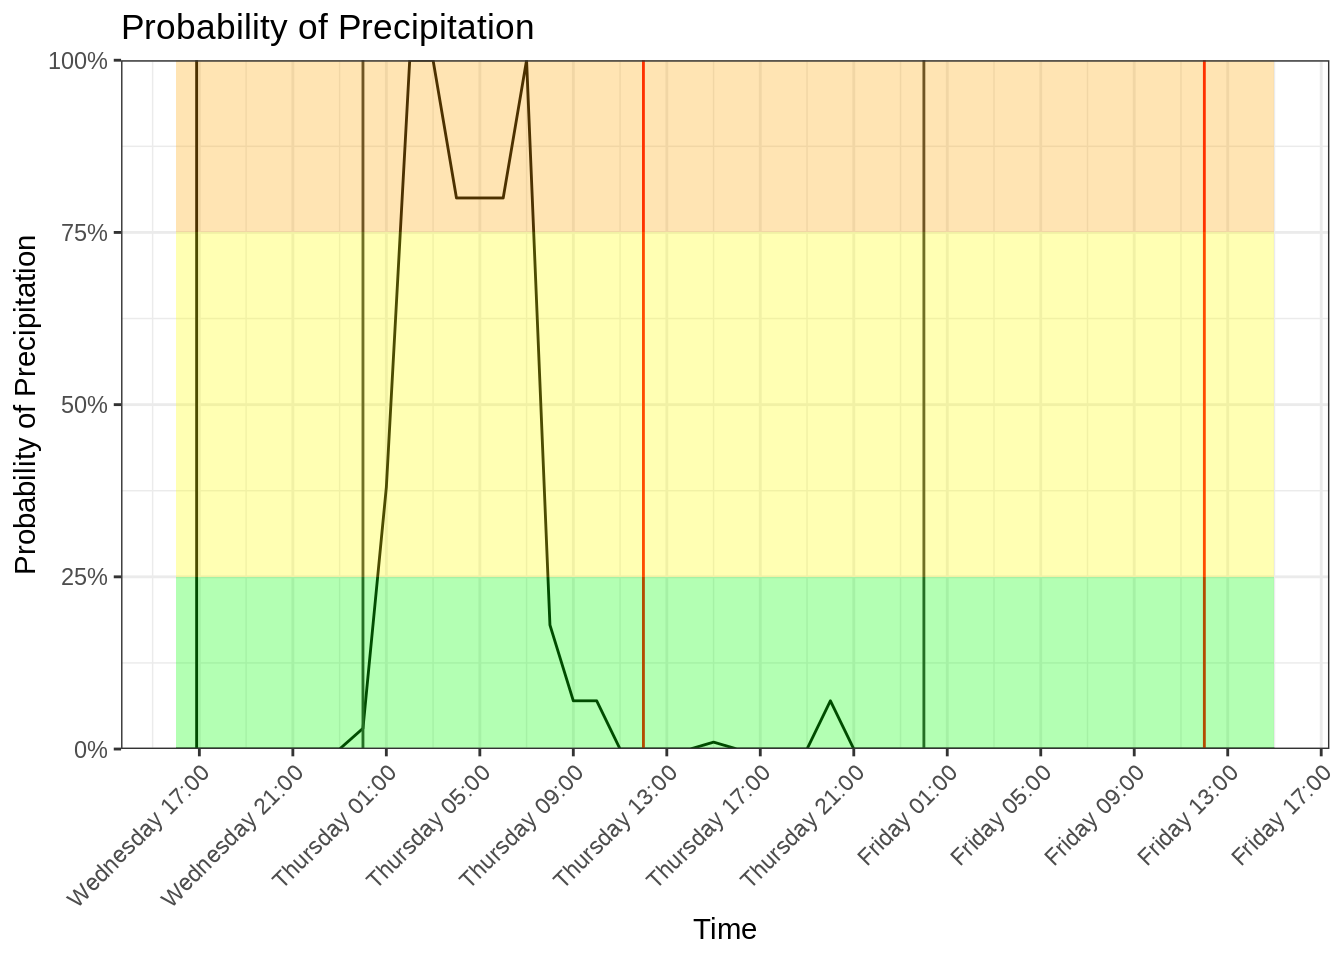 Probability of Precipitation
Probability of Precipitation
100%
75%
50%
25%
0%
Wednesday 17:00
Wednesday 21:00
Thursday 01:00
Thursday 05:00
Thursday 09:00
Thursday 13:00
Thursday 17:00
Thursday 21:00
Friday 01:00
Friday 05:00
Friday 09:00
Friday 13:00
Friday 17:00
Time